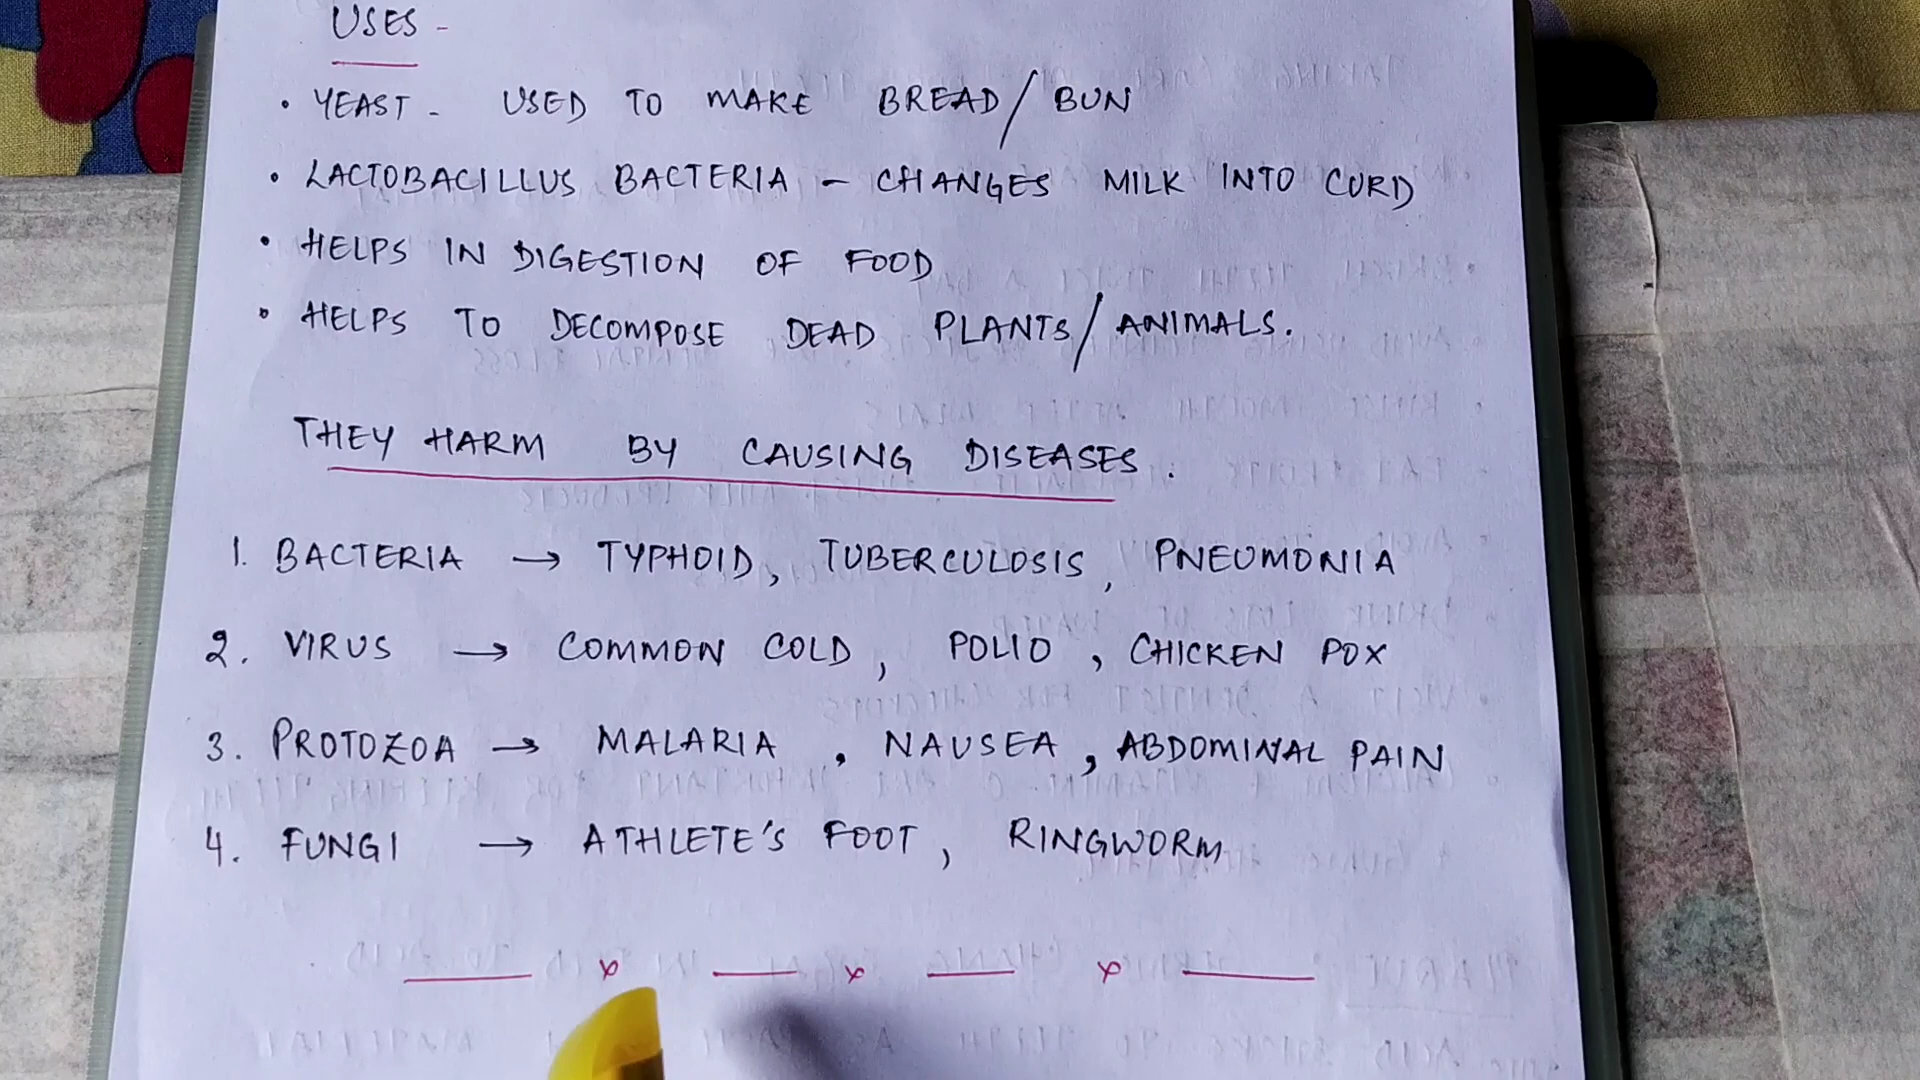 USES -
• YEAST - USED TO MAKE BREAD / BUN
• LACTOBACILLUS BACTERIA - CHANGES MILK INTO CURD
• HELPS IN DIGESTION OF FOOD
• HELPS TO DECOMPOSE DEAD PLANTS / ANIMALS.
THEY HARM BY CAUSING DISEASES.
1. BACTERIA → TYPHOID, TUBERCULOSIS, PNEUMONIA
2. VIRUS → COMMON COLD, POLIO, CHICKEN POX
3. PROTOZOA → MALARIA, NAUSEA, ABDOMINAL PAIN
4. FUNGI → ATHLETE'S FOOT, RINGWORM